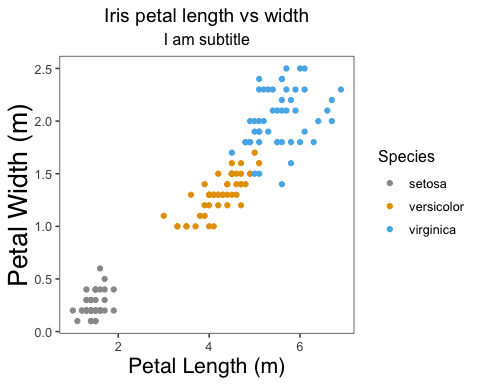 Iris petal length vs width
I am subtitle
2.5
2.0
1.5
1.0
0.5
0.0
Petal Width (m)
2 4 6
Petal Length (m)
Species
setosa
versicolor
virginica